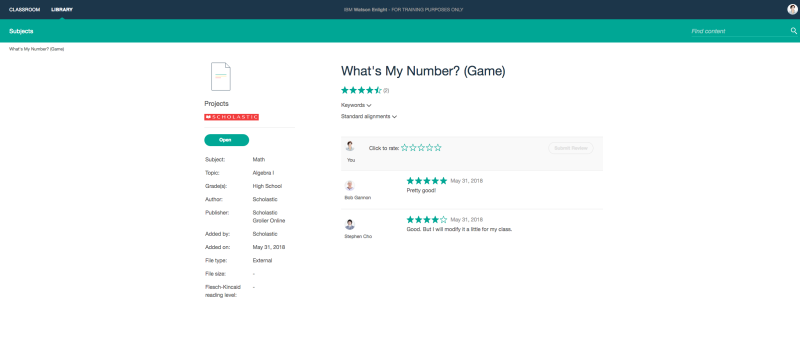 CLASSROOM LIBRARY IBM Watson Enlight - FOR TRAINING PURPOSES ONLY
Subjects Find content
What's My Number? (Game)
What's My Number? (Game)
(2)
Projects
Keywords
SCHOLASTIC
Standard alignments
Open
Click to rate: Submit Review
You
Subject: Math
Topic: Algebra I
Grade(s): High School
Author: Scholastic
Publisher: Scholastic
Grolier Online
Added by: Scholastic
Added on: May 31, 2018
File type: External
File size: -
Flesch-Kincaid -
reading level:
May 31, 2018
Pretty good!
Bob Gannon
May 31, 2018
Good. But I will modify it a little for my class.
Stephen Cho